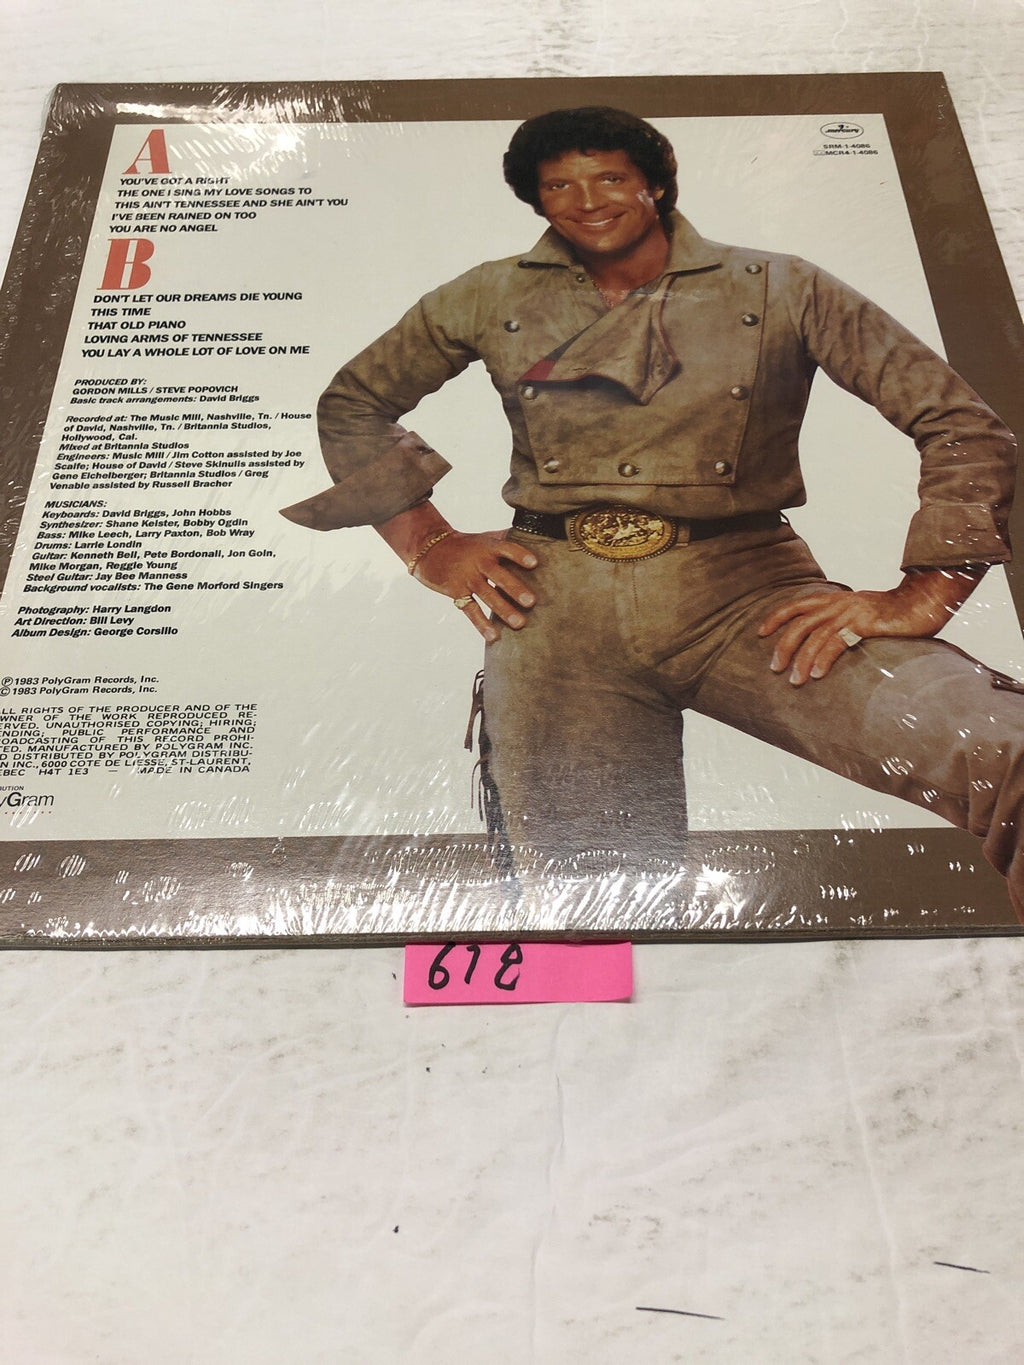 A
YOU'VE GOT A RIGHT
THE ONE I SING MY LOVE SONGS TO
THIS AIN'T TENNESSEE AND SHE AIN'T YOU
I'VE BEEN RAINED ON TOO
YOU ARE NO ANGEL
B
DON'T LET OUR DREAMS DIE YOUNG
THIS TIME
THAT OLD PIANO
LOVING ARMS OF TENNESSEE
YOU LAY A WHOLE LOT OF LOVE ON ME
PRODUCED BY:
GORDON MILLS / STEVE POPOVICH
Basic track arrangements: David Briggs
Recorded at: The Music Mill, Nashville, Tn. / House
of David, Nashville, Tn. / Britannia Studios,
Hollywood, Cal.
Mixed at Britannia Studios
Engineers: Music Mill / Jim Cotton assisted by Joe
Scaife; House of David / Steve Skinulis assisted by
Gene Eichelberger; Britannia Studios / Greg
Venable assisted by Russell Bracher
MUSICIANS:
Keyboards: David Briggs, John Hobbs
Synthesizer: Shane Keister, Bobby Ogdin
Bass: Mike Leech, Larry Paxton, Bob Wray
Drums: Larrie Londin
Guitar: Kenneth Bell, Pete Bordonali, Jon Goin,
Mike Morgan, Reggie Young
Steel Guitar: Jay Bee Manness
Background vocalists: The Gene Morford Singers
Photography: Harry Langdon
Art Direction: Bill Levy
Album Design: George Corsillo
Ⓟ1983 PolyGram Records, Inc.
©1983 PolyGram Records, Inc.
ALL RIGHTS OF THE PRODUCER AND OF THE
WNER OF THE WORK REPRODUCED RE-
ERVED. UNAUTHORISED COPYING; HIRING;
ENDING; PUBLIC PERFORMANCE AND
OADCASTING OF THIS RECORD PROHI-
TED. MANUFACTURED BY POLYGRAM INC.
D DISTRIBUTED BY POLYGRAM DISTRIBU-
N INC., 6000 COTE DE LIESSE, ST-LAURENT,
EBEC H4T 1E3 — MADE IN CANADA
BUTION
yGram
mercury
SRM-1-4086
MCR4-1-4086
678